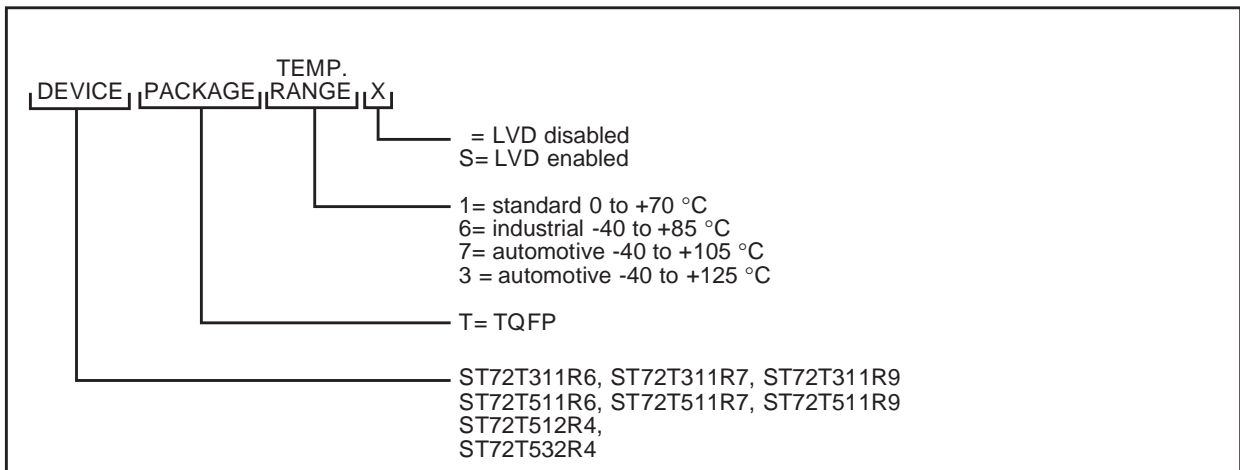 TEMP.
DEVICE PACKAGE RANGE X
= LVD disabled
S= LVD enabled
1= standard 0 to +70 °C
6= industrial -40 to +85 °C
7= automotive -40 to +105 °C
3 = automotive -40 to +125 °C
T= TQFP
ST72T311R6, ST72T311R7, ST72T311R9
ST72T511R6, ST72T511R7, ST72T511R9
ST72T512R4,
ST72T532R4